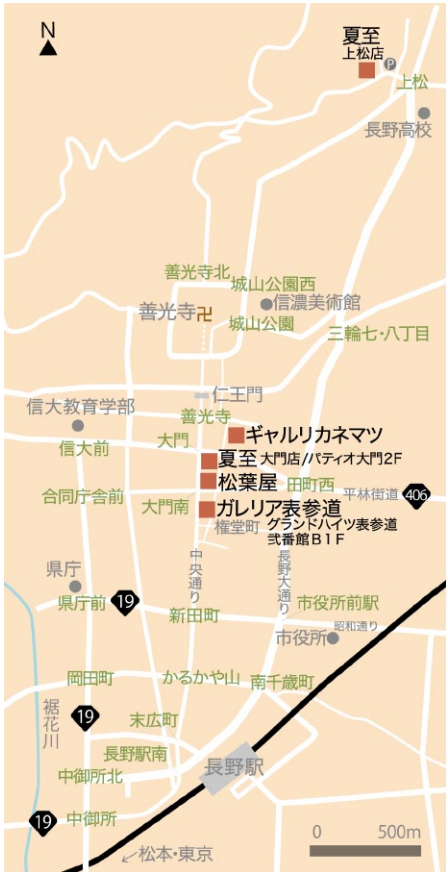 N
夏至
上松店
P
上松
長野高校
善光寺北
城山公園西
信濃美術館
善光寺卍
城山公園
三輪七・八丁目
仁王門
信大教育学部
善光寺
ギャルリカネマツ
信大前
大門
夏至 大門店/パティオ大門2F
松葉屋
田町西
合同庁舎前
平林街道
406
大門南
ガレリア表参道
権堂町
グランドハイツ表参道
弐番館B1F
中央通り
長野大通り
県庁
県庁前
19
新田町
市役所前駅
昭和通り
市役所
岡田町
かるかや山
南千歳町
裾花川
19
末広町
長野駅南
長野駅
中御所北
19
中御所
松本・東京
0
500m